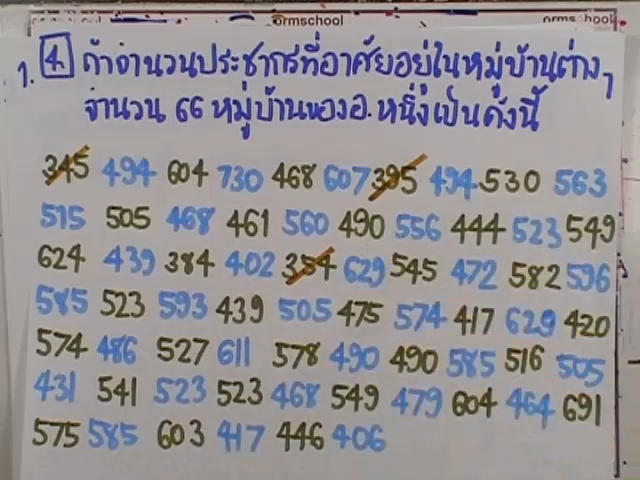 ormschool ormschool
1. 4. ถ้าจำนวนประชากรที่อาศัยอยู่ในหมู่บ้านต่างๆ
จำนวน 66 หมู่บ้านของอ.หนึ่งเป็นดังนี้
345 494 604 730 468 607 395 494 530 563
515 505 468 461 560 490 556 444 523 549
624 439 384 402 354 629 545 472 582 596
585 523 593 439 505 475 574 417 629 420
574 486 527 611 578 490 490 585 516 505
431 541 523 523 468 549 479 604 464 691
575 585 603 417 446 406